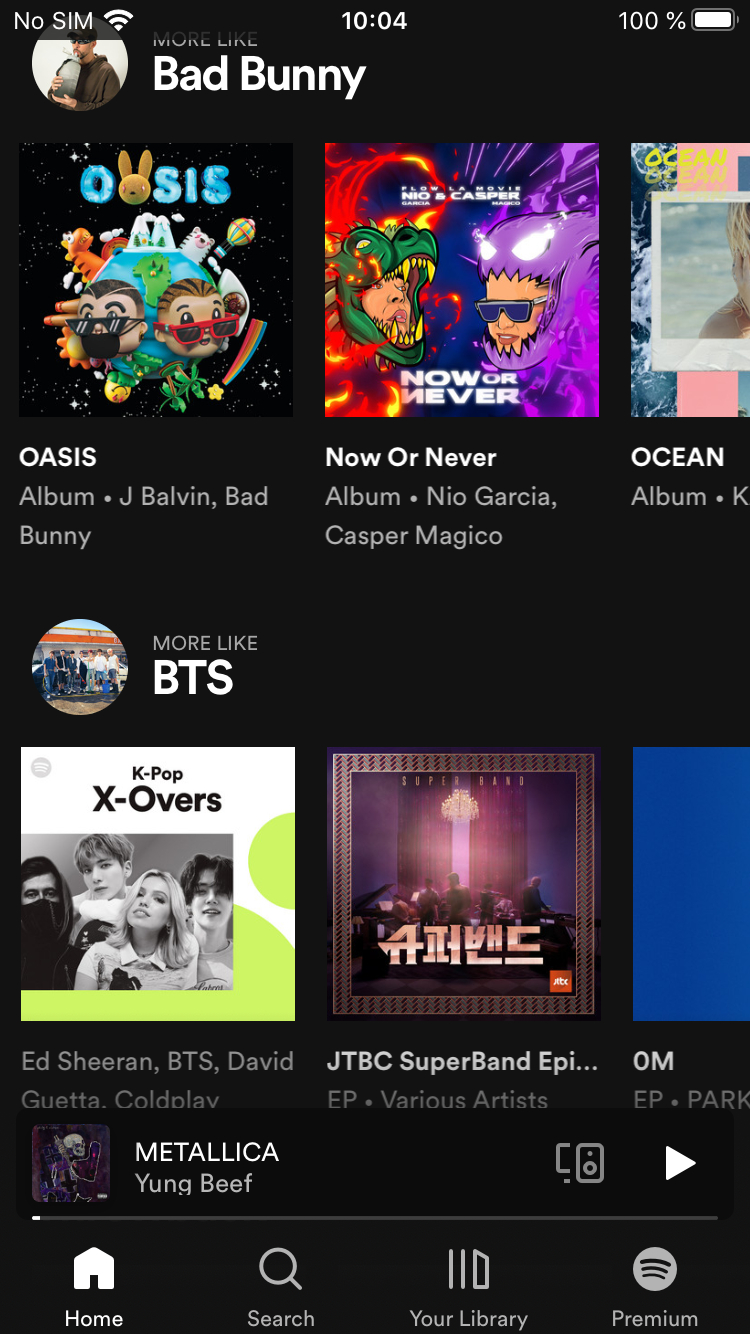 No SIM 10:04 100 %
MORE LIKE
Bad Bunny
OASIS
FLOW LA MOVIE
NIO & CASPER
GARCIA MAGICO
NOW OR
NEVER
OCEAN
OCEAN
OASIS
Album • J Balvin, Bad
Bunny
Now Or Never
Album • Nio Garcia,
Casper Magico
OCEAN
Album • K
MORE LIKE
BTS
K-Pop
X-Overs
SUPER BAND
슈퍼밴드
jtbc
Ed Sheeran, BTS, David
Guetta, Coldplay
JTBC SuperBand Epi...
EP • Various Artists
0M
EP • PARK
METALLICA
Yung Beef
Home
Search
Your Library
Premium